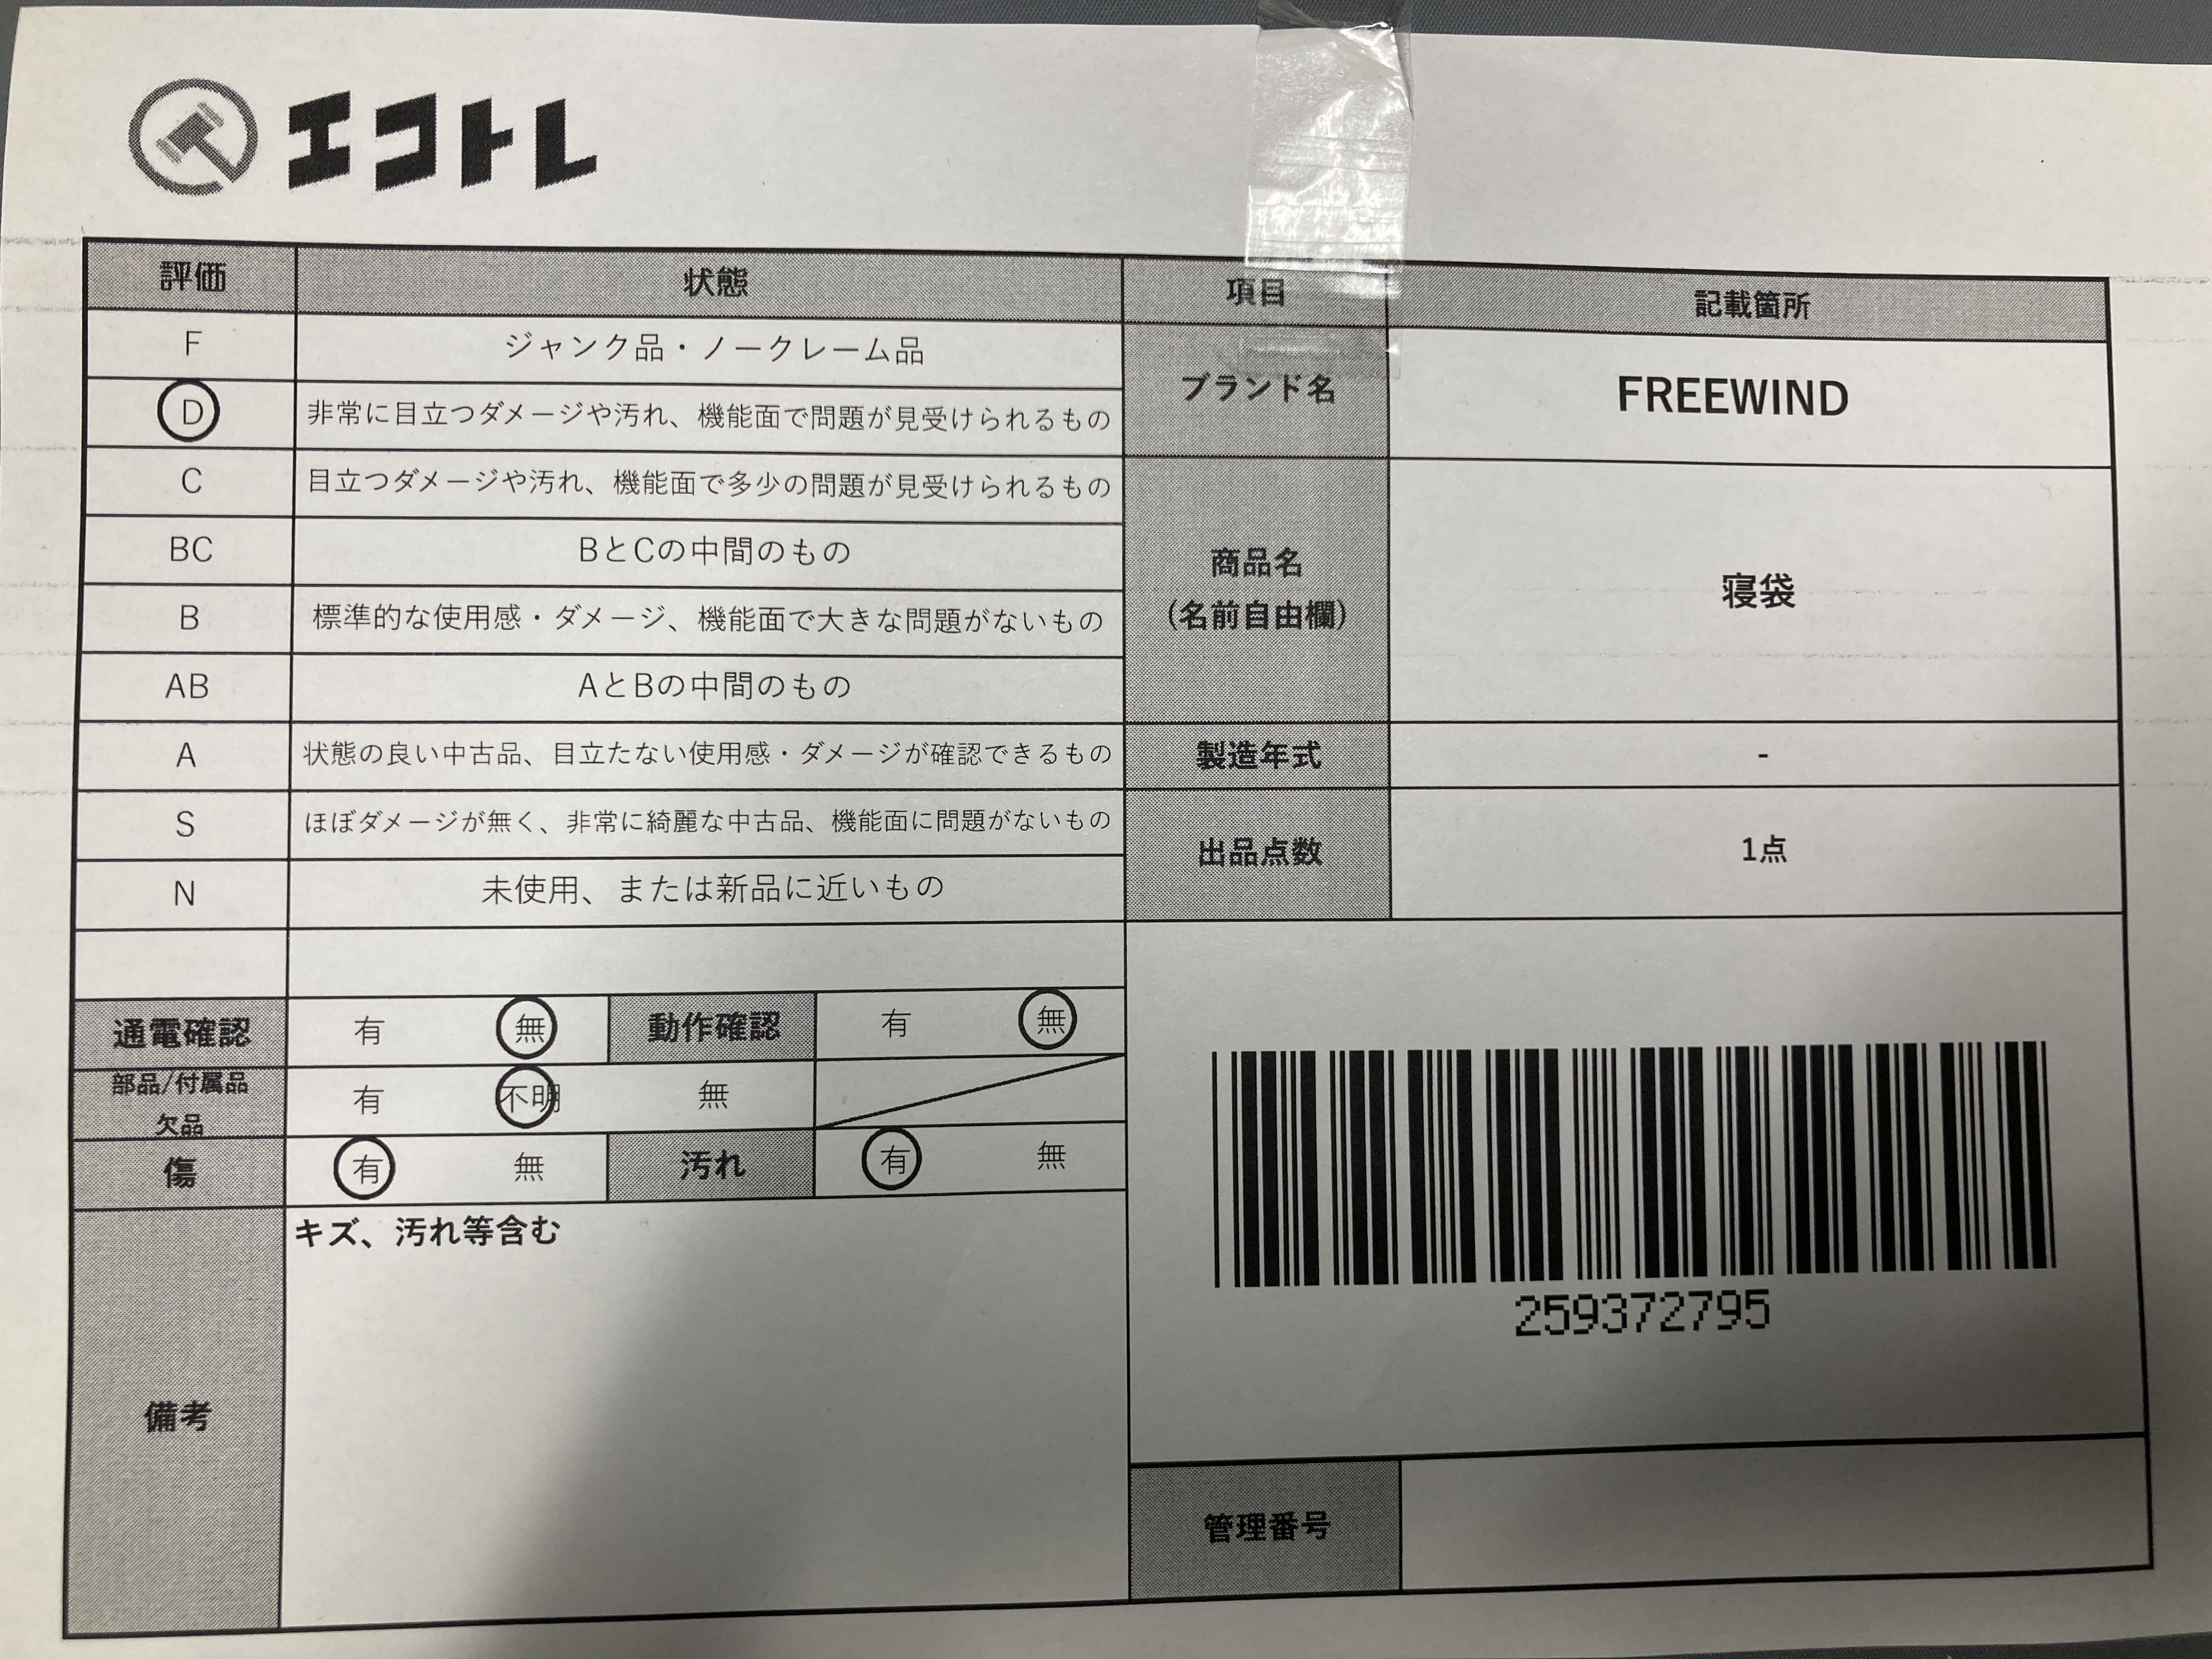 エコトレ
評価 状態
F ジャンク品・ノークレーム品
D 非常に目立つダメージや汚れ、機能面で問題が見受けられるもの
C 目立つダメージや汚れ、機能面で多少の問題が見受けられるもの
BC BとCの中間のもの
B 標準的な使用感・ダメージ、機能面で大きな問題がないもの
AB AとBの中間のもの
A 状態の良い中古品、目立たない使用感・ダメージが確認できるもの
S ほぼダメージが無く、非常に綺麗な中古品、機能面に問題がないもの
N 未使用、または新品に近いもの
通電確認 有 無 動作確認 有 無
部品/付属品
欠品 有 不明 無
傷 有 無 汚れ 有 無
備考 キズ、汚れ等含む
項目 記載箇所
ブランド名 FREEWIND
商品名
(名前自由欄) 寝袋
製造年式 -
出品点数 1点
259372795
管理番号